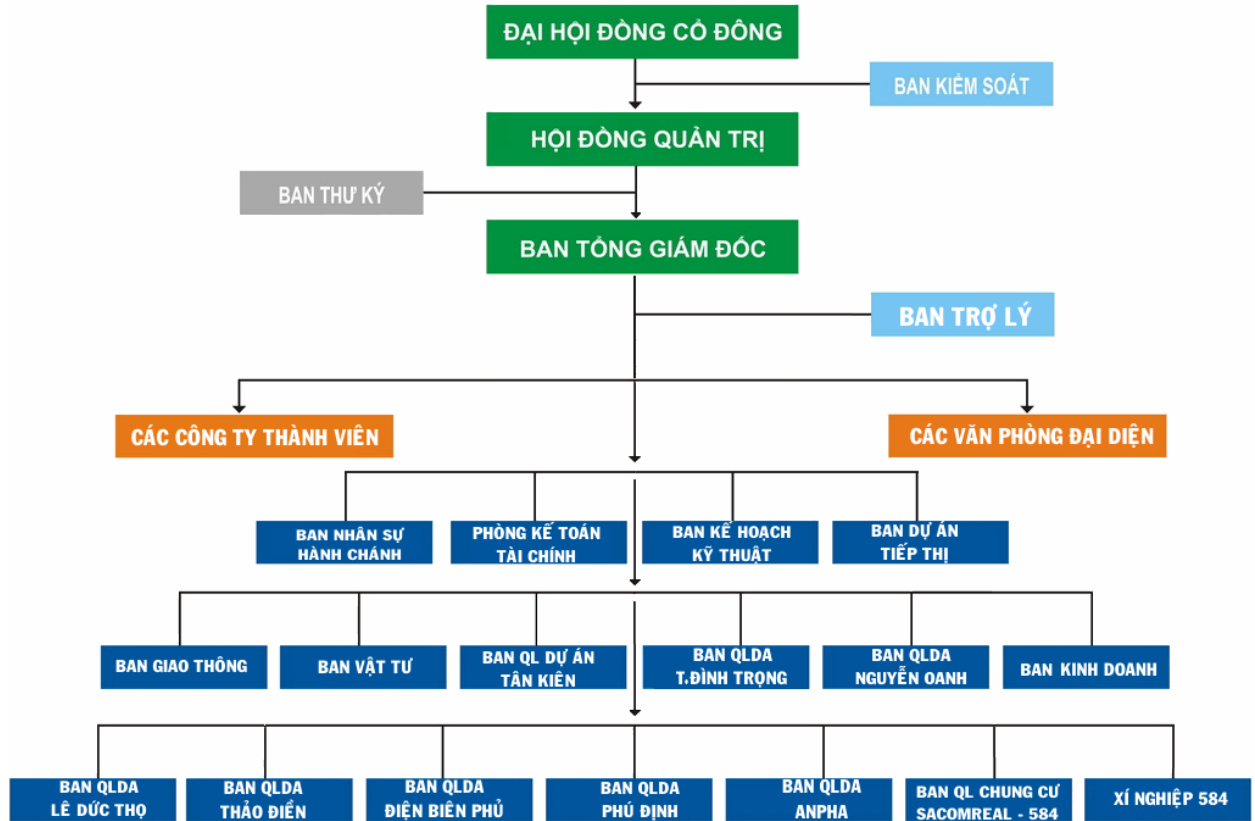 ĐẠI HỘI ĐỒNG CỔ ĐÔNG
BAN KIỂM SOÁT
HỘI ĐỒNG QUẢN TRỊ
BAN THƯ KÝ
BAN TỔNG GIÁM ĐỐC
BAN TRỢ LÝ
CÁC CÔNG TY THÀNH VIÊN
CÁC VĂN PHÒNG ĐẠI DIỆN
BAN NHÂN SỰ
HÀNH CHÁNH
PHÒNG KẾ TOÁN
TÀI CHÍNH
BAN KẾ HOẠCH
KỸ THUẬT
BAN DỰ ÁN
TIẾP THỊ
BAN GIAO THÔNG
BAN VẬT TƯ
BAN QL DỰ ÁN
TÂN KIÊN
BAN QLDA
T.ĐÌNH TRỌNG
BAN QLDA
NGUYỄN OANH
BAN KINH DOANH
BAN QLDA
LÊ DỨC THỌ
BAN QLDA
THẢO ĐIỀN
BAN QLDA
ĐIỆN BIÊN PHỦ
BAN QLDA
PHÚ ĐỊNH
BAN QLDA
ANPHA
BAN QL CHUNG CƯ
SACOMREAL - 584
XÍ NGHIỆP 584